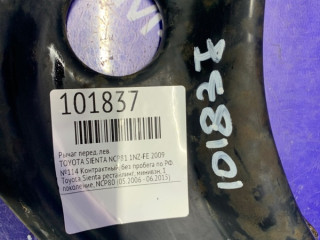 101837
Рычаг перед. лев.
TOYOTA SIENTA NCP81 1NZ-FE 2009
№114 Контрактный, без пробега по РФ.
Toyota Sienta рестайлинг, минивэн, 1
поколение, NCP80 (05.2006 - 06.2015)
101837